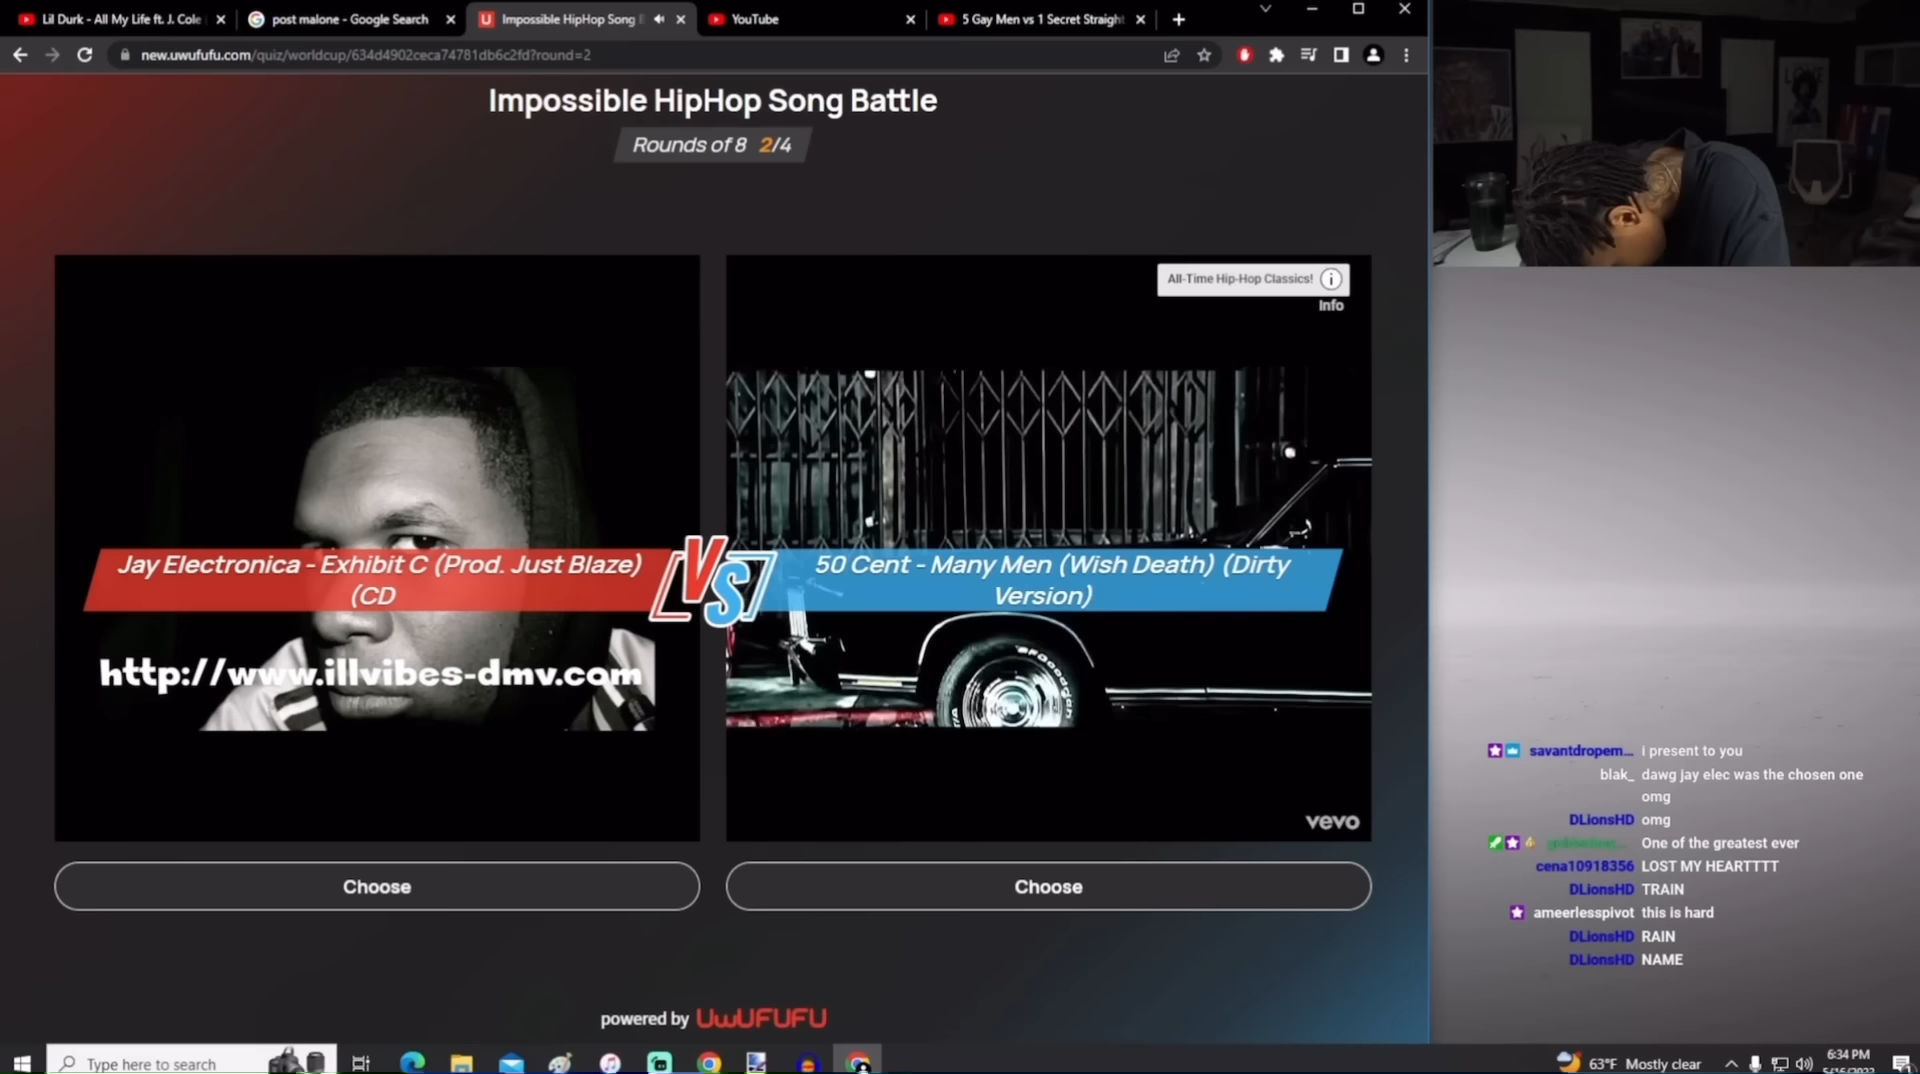 Lil Durk - All My Life ft. J. Cole
post malone - Google Search
Impossible HipHop Song
YouTube
5 Gay Men vs 1 Secret Straight
new.uwufufu.com/quiz/worldcup/634d4902ceca74781db6c2fd?round=2
Impossible HipHop Song Battle
Rounds of 8 2/4
All-Time Hip-Hop Classics!
Info
Jay Electronica - Exhibit C (Prod. Just Blaze)
(CD
VS
50 Cent - Many Men (Wish Death) (Dirty
Version)
http://www.illvibes-dmv.com
BFGoodrich
vevo
Choose
Choose
powered by UwUFUFU
savantdropem... i present to you
blak_ dawg jay elec was the chosen one
omg
DLionsHD omg
One of the greatest ever
cena10918356 LOST MY HEARTTTT
DLionsHD TRAIN
ameerlesspivot this is hard
DLionsHD RAIN
DLionsHD NAME
Type here to search
63°F Mostly clear
6:34 PM